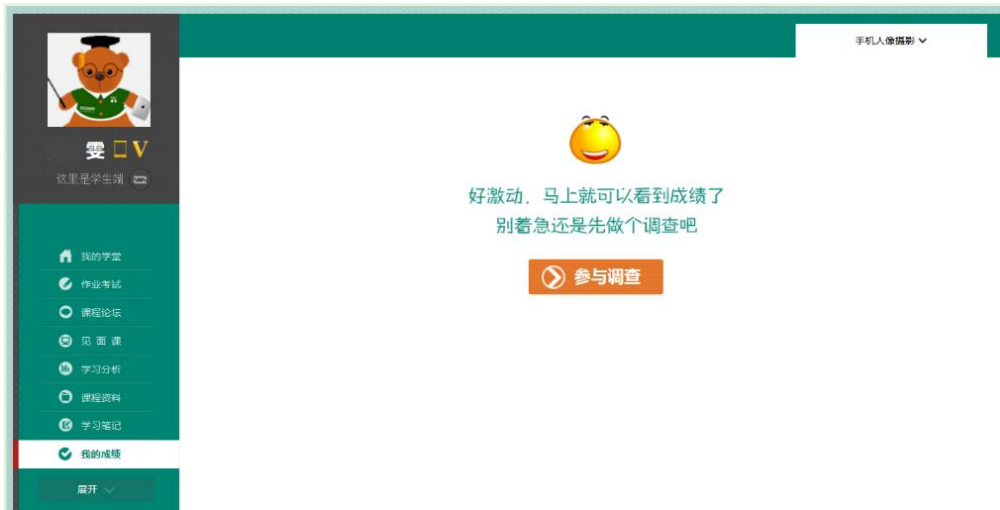 手机人像摄影
雯 V
这里是学生端
好激动，马上就可以看到成绩了
别着急还是先做个调查吧
参与调查
我的学堂
作业考试
课程论坛
见 面 课
学习分析
课程资料
学习笔记
我的成绩
展开